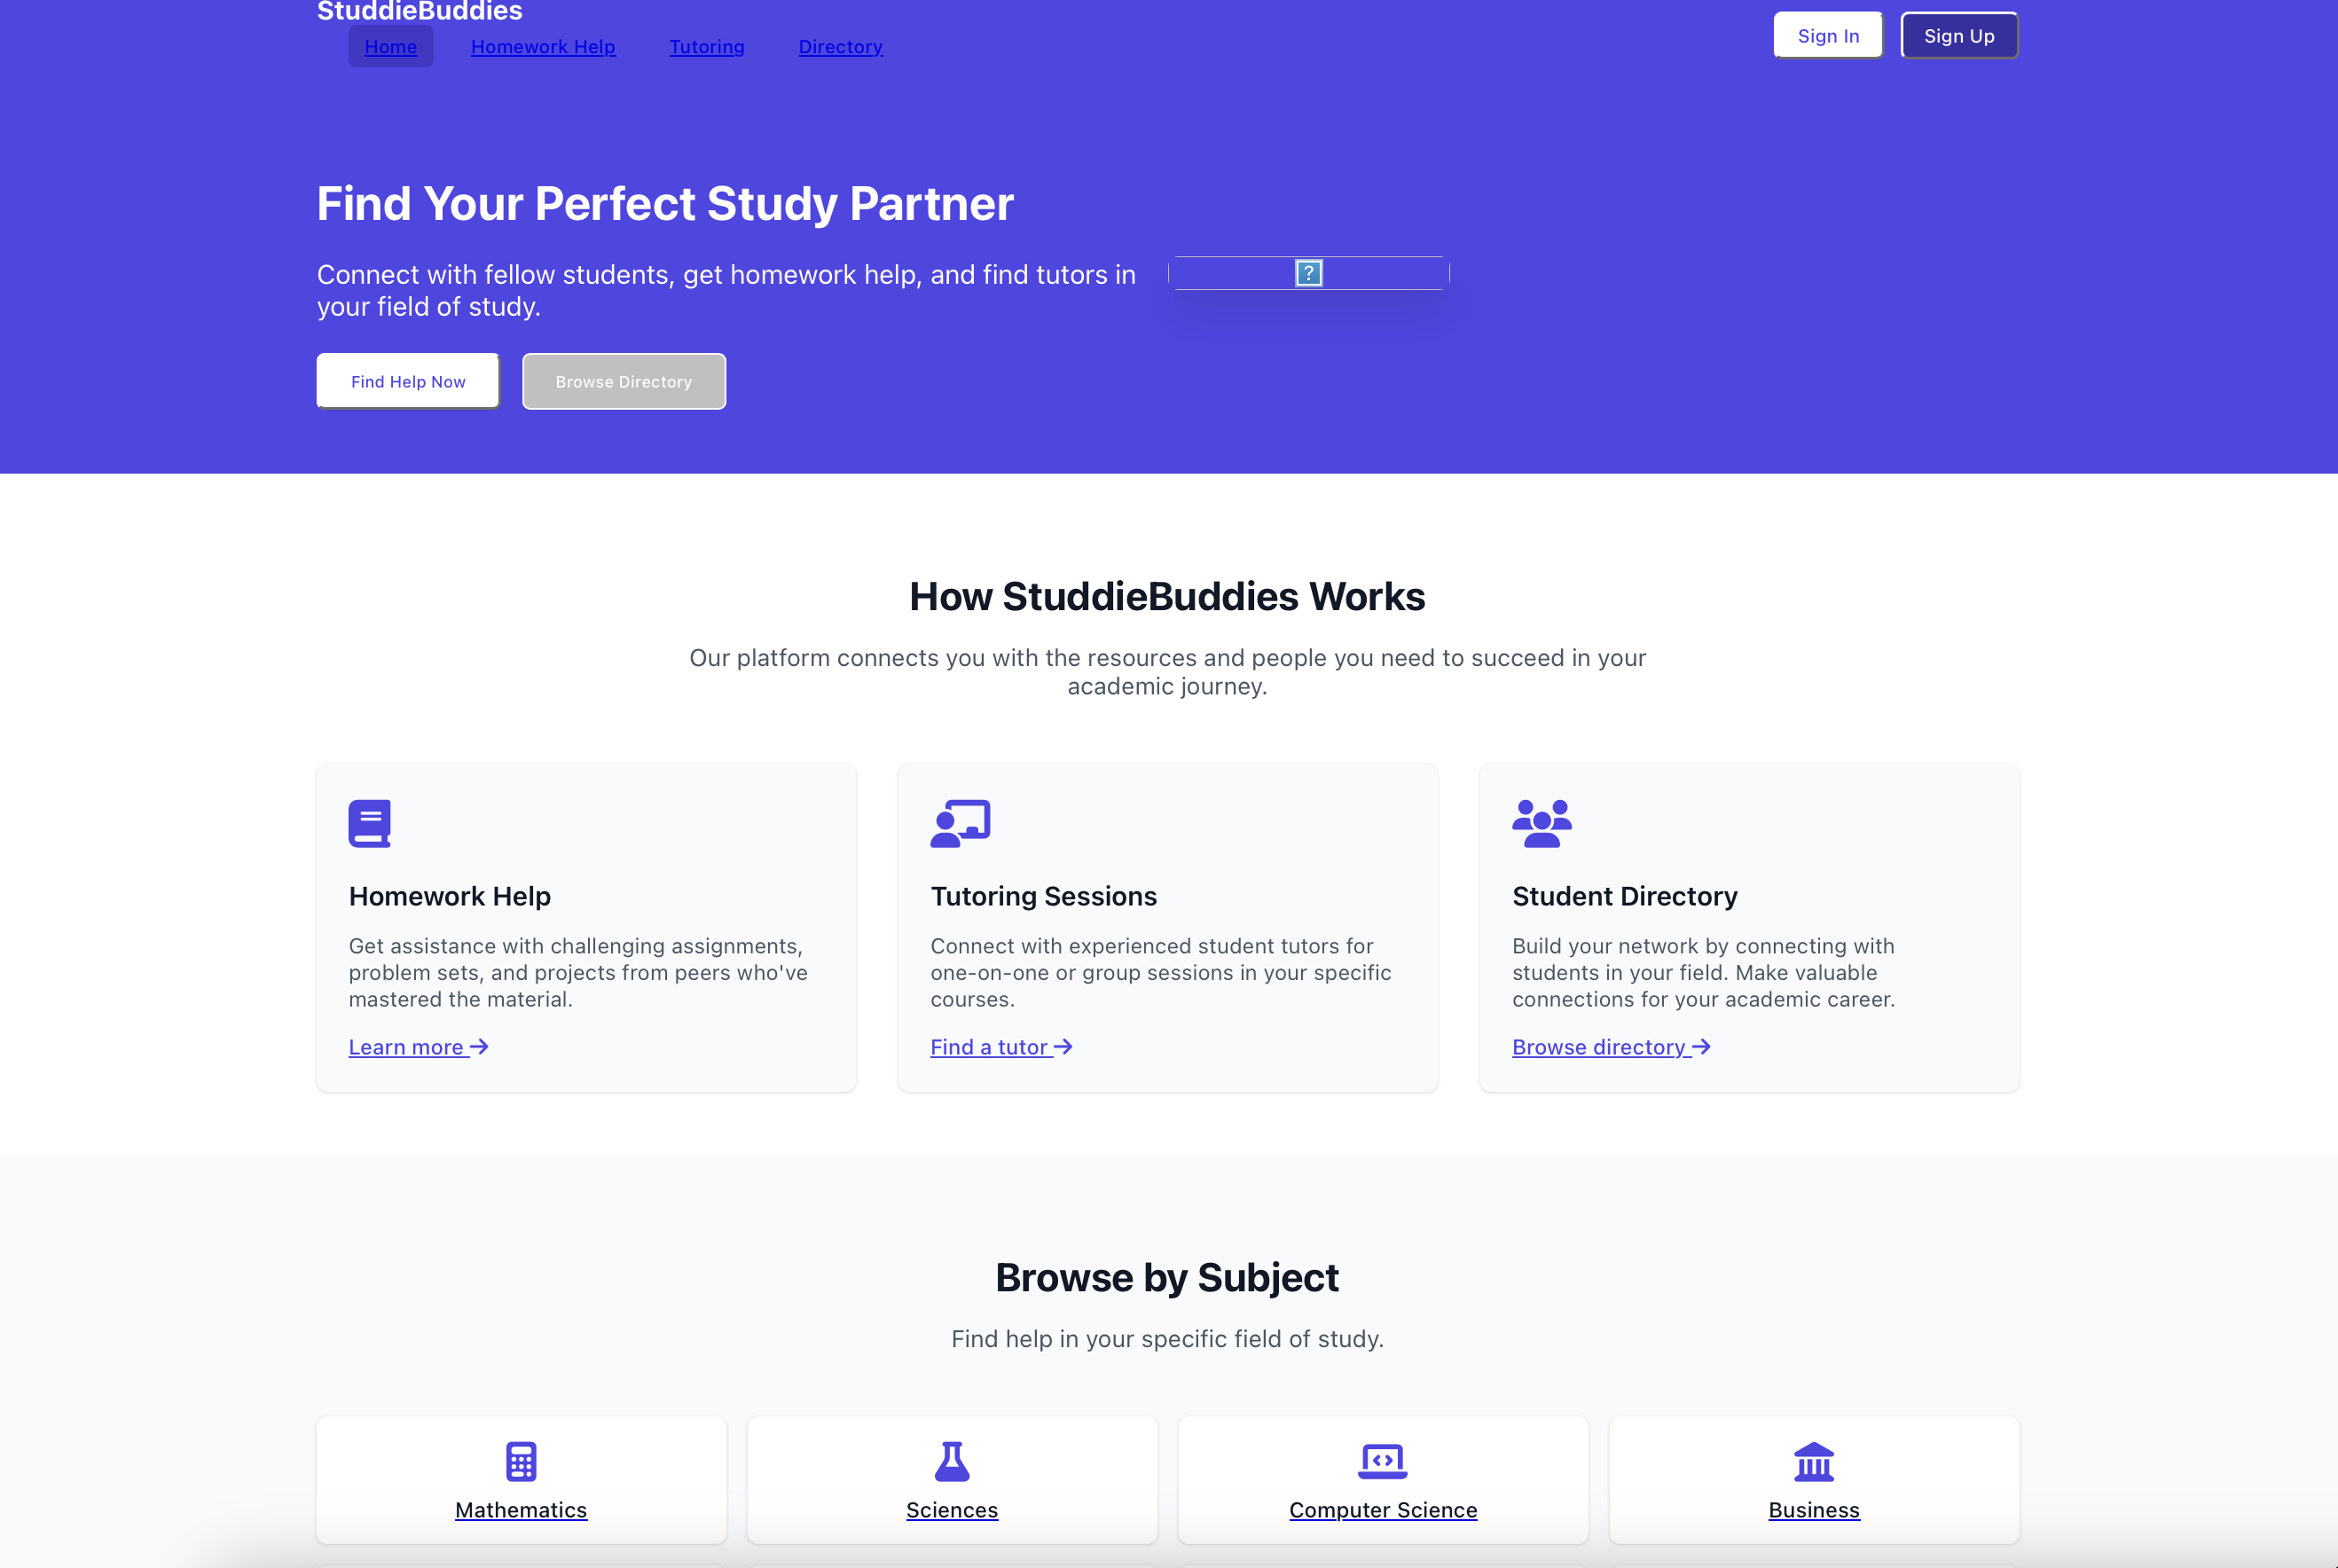 StuddieBuddies
Home Homework Help Tutoring Directory
Sign In Sign Up
Find Your Perfect Study Partner
Connect with fellow students, get homework help, and find tutors in
your field of study.
?
Find Help Now Browse Directory
How StuddieBuddies Works
Our platform connects you with the resources and people you need to succeed in your
academic journey.
Homework Help
Get assistance with challenging assignments,
problem sets, and projects from peers who've
mastered the material.
Learn more →
Tutoring Sessions
Connect with experienced student tutors for
one-on-one or group sessions in your specific
courses.
Find a tutor →
Student Directory
Build your network by connecting with
students in your field. Make valuable
connections for your academic career.
Browse directory →
Browse by Subject
Find help in your specific field of study.
Mathematics
Sciences
Computer Science
Business